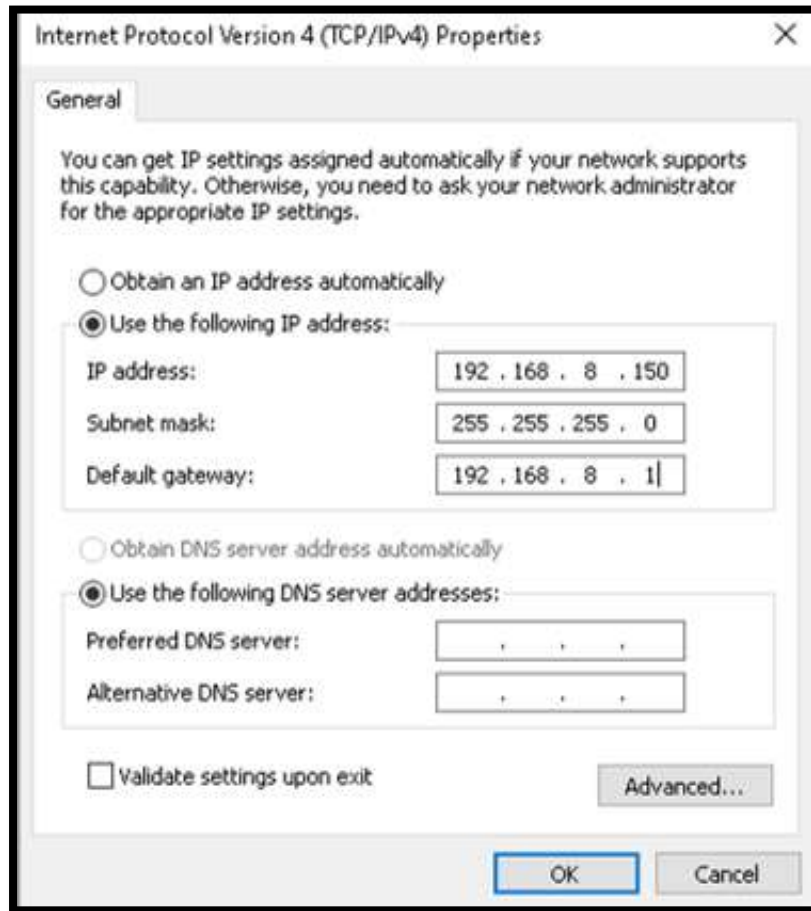 Internet Protocol Version 4 (TCP/IPv4) Properties
General
You can get IP settings assigned automatically if your network supports
this capability. Otherwise, you need to ask your network administrator
for the appropriate IP settings.
Obtain an IP address automatically
Use the following IP address:
IP address: 192 . 168 . 8 . 150
Subnet mask: 255 . 255 . 255 . 0
Default gateway: 192 . 168 . 8 . 1
Obtain DNS server address automatically
Use the following DNS server addresses:
Preferred DNS server: . . .
Alternative DNS server: . . .
Validate settings upon exit
Advanced...
OK Cancel